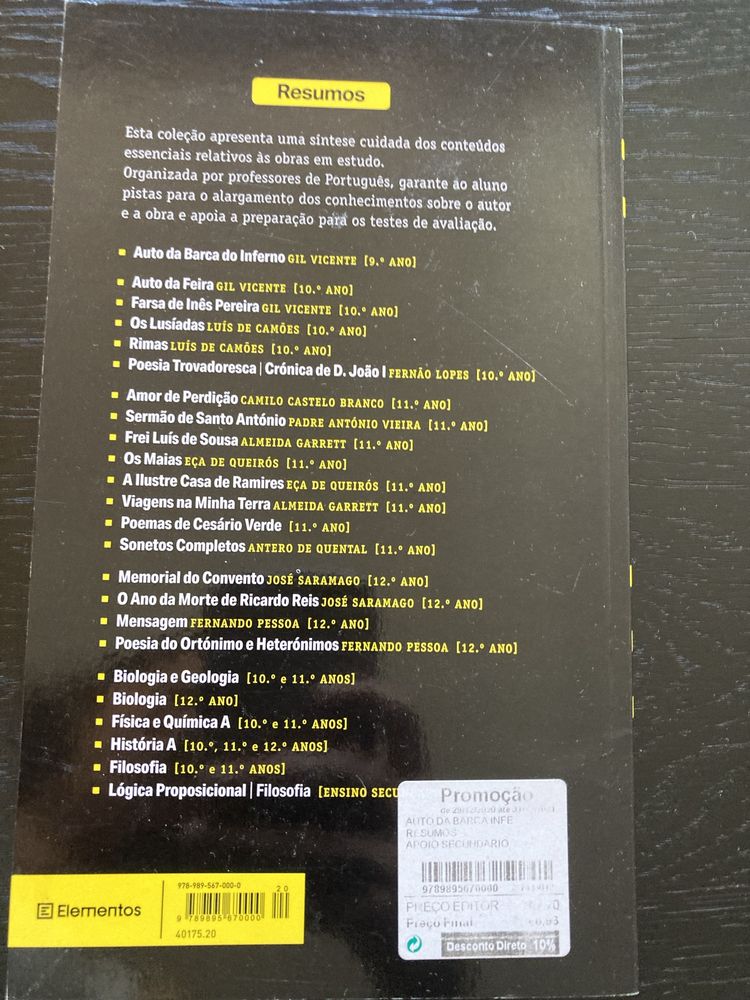 Resumos
Esta coleção apresenta uma síntese cuidada dos conteúdos
essenciais relativos às obras em estudo.
Organizada por professores de Português, garante ao aluno
pistas para o alargamento dos conhecimentos sobre o autor
e a obra e apoia a preparação para os testes de avaliação.
Auto da Barca do Inferno GIL VICENTE [9.º ANO]
Auto da Feira GIL VICENTE [10.º ANO]
Farsa de Inês Pereira GIL VICENTE [10.º ANO]
Os Lusíadas LUÍS DE CAMÕES [10.º ANO]
Rimas LUÍS DE CAMÕES [10.º ANO]
Poesia Trovadoresca | Crónica de D. João I FERNÃO LOPES [10.º ANO]
Amor de Perdição CAMILO CASTELO BRANCO [11.º ANO]
Sermão de Santo António PADRE ANTÓNIO VIEIRA [11.º ANO]
Frei Luís de Sousa ALMEIDA GARRETT [11.º ANO]
Os Maias EÇA DE QUEIRÓS [11.º ANO]
A Ilustre Casa de Ramires EÇA DE QUEIRÓS [11.º ANO]
Viagens na Minha Terra ALMEIDA GARRETT [11.º ANO]
Poemas de Cesário Verde [11.º ANO]
Sonetos Completos ANTERO DE QUENTAL [11.º ANO]
Memorial do Convento JOSÉ SARAMAGO [12.º ANO]
O Ano da Morte de Ricardo Reis JOSÉ SARAMAGO [12.º ANO]
Mensagem FERNANDO PESSOA [12.º ANO]
Poesia do Ortónimo e Heterónimos FERNANDO PESSOA [12.º ANO]
Biologia e Geologia [10.º e 11.º ANOS]
Biologia [12.º ANO]
Física e Química A [10.º e 11.º ANOS]
História A [10.º, 11.º e 12.º ANOS]
Filosofia [10.º e 11.º ANOS]
Lógica Proposicional | Filosofia [ENSINO SECU
Promoção
AUTO DA BARCA INFE
RESUMOS
APOIO SECUNDARIO
9789895670000
PREÇO EDITOR
Preço Final
Desconto Direto 10%
978-989-567-000-0
20
9 789895 670000
40175.20
Elementos